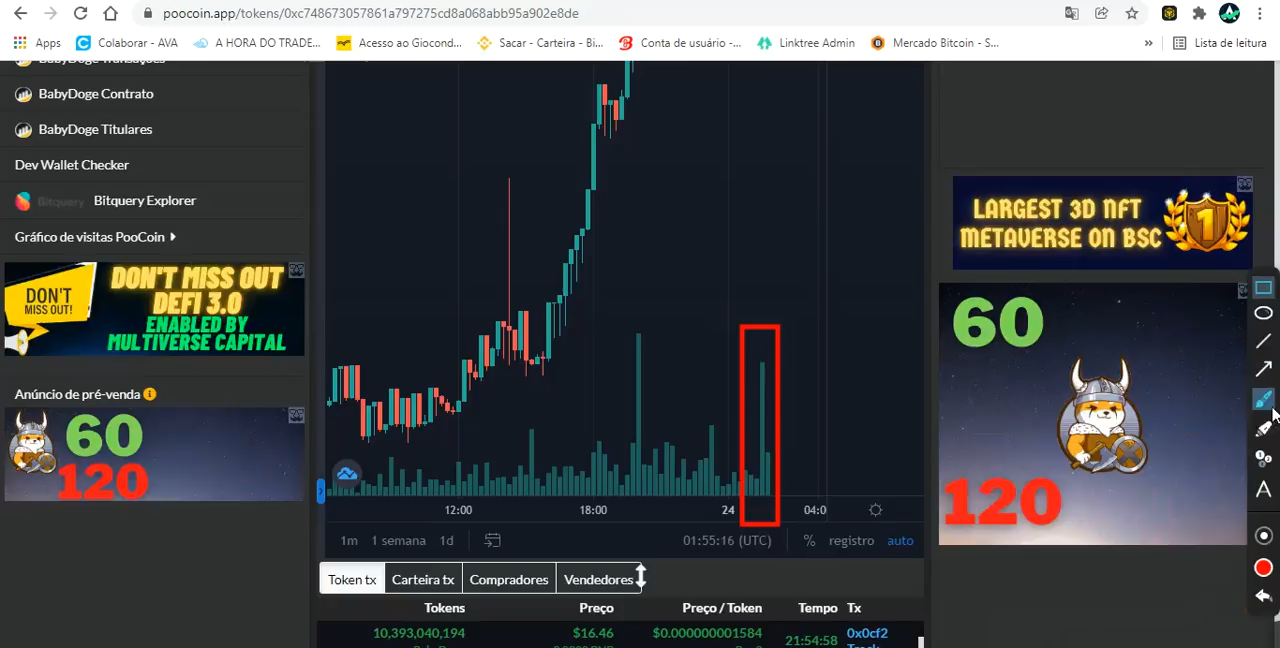 poocoin.app/tokens/0xc748673057861a797275cd8a068abb95a902e8de
Apps
Colaborar - AVA
A HORA DO TRADE...
Acesso ao Giocond...
Sacar - Carteira - Bi...
Conta de usuário -...
Linktree Admin
Mercado Bitcoin - S...
»
Lista de leitura
BabyDoge Transações
BabyDoge Contrato
BabyDoge Titulares
Dev Wallet Checker
Bitquery
Bitquery Explorer
Gráfico de visitas PooCoin
DON'T
MISS OUT!
DON'T MISS OUT
DEFI 3.0
ENABLED BY
MULTIVERSE CAPITAL
Anúncio de pré-venda
60
120
12:00 18:00 24 04:0
1m 1 semana 1d 01:55:16 (UTC) % registro auto
Token tx Carteira tx Compradores Vendedores
Tokens Preço Preço / Token Tempo Tx
10,393,040,194 $16.46 $0.000000001584 21:54:58 0x0cf2
Track
LARGEST 3D NFT
METAVERSE ON BSC
1
60
120
A